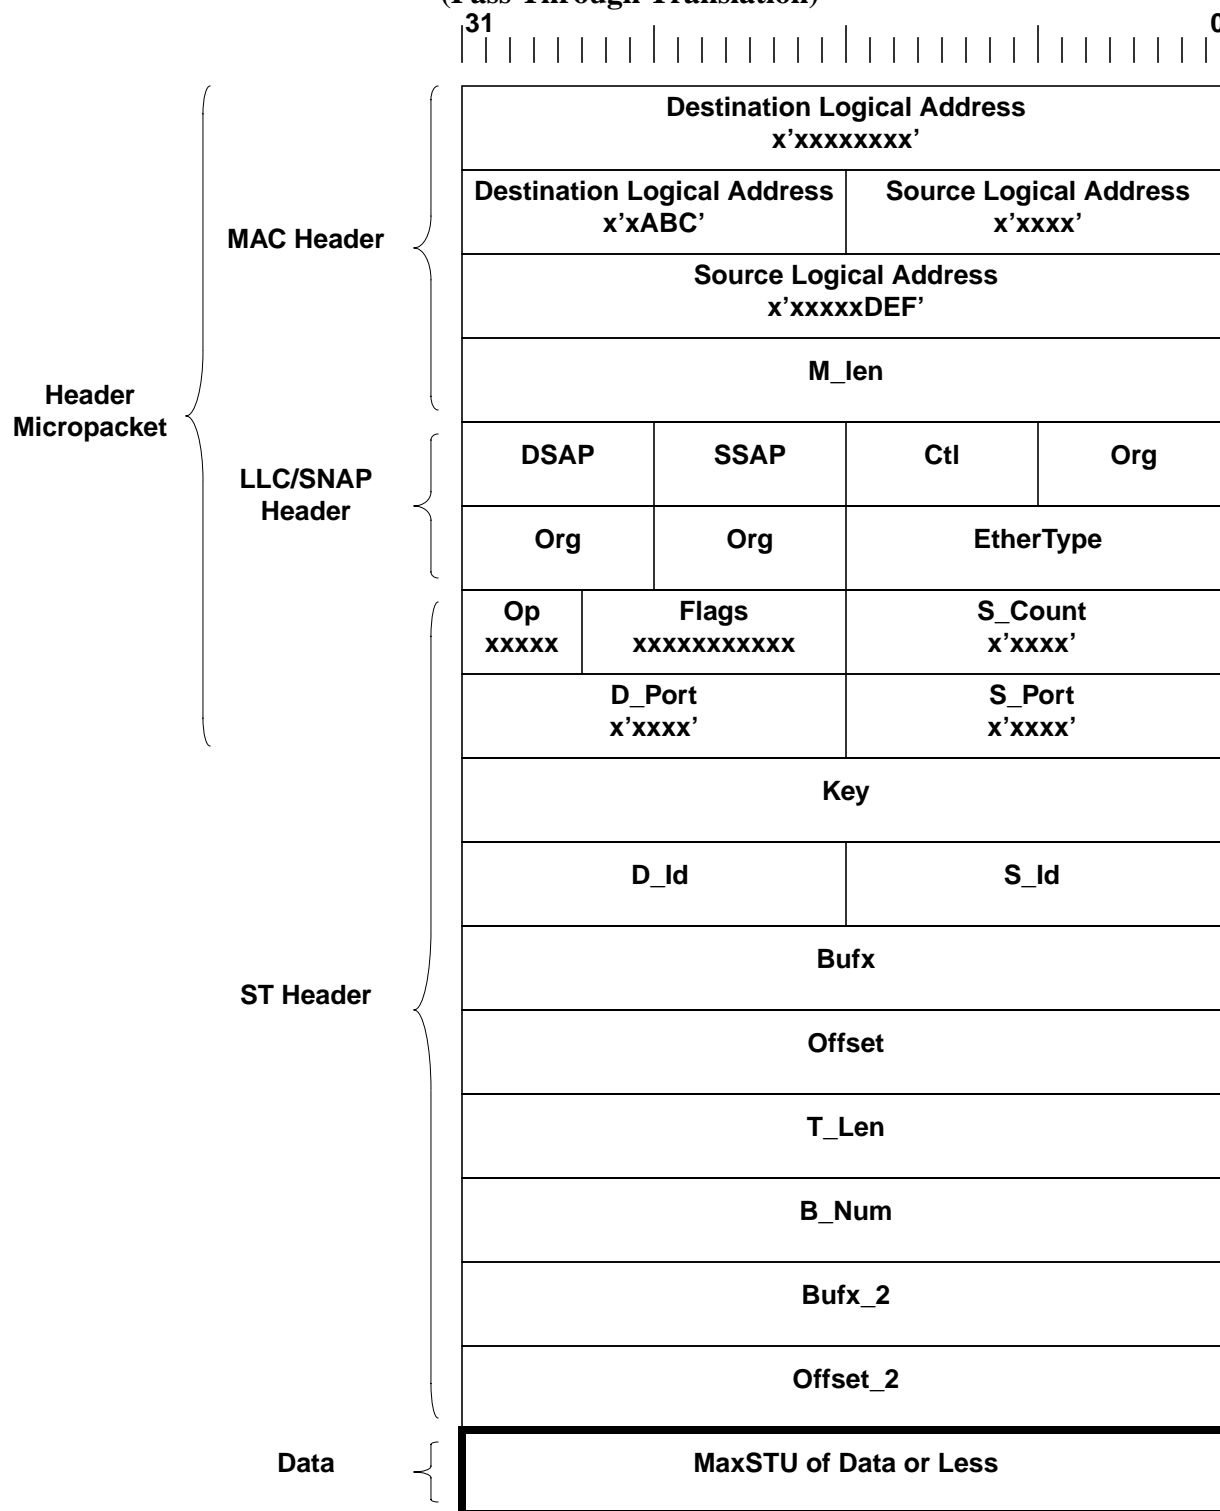 (Pass Through Translation)
31 0
Destination Logical Address
x'xxxxxxxx’
Destination Logical Address Source Logical Address
x'xABC’ x'xxxx’
MAC Header
Source Logical Address
x'xxxxxDEF’
M_len
Header
Micropacket
DSAP SSAP Ctl Org
LLC/SNAP
Header
Org Org EtherType
Op Flags S_Count
xxxxx xxxxxxxxxxx x'xxxx’
D_Port S_Port
x'xxxx’ x'xxxx’
Key
D_Id S_Id
Bufx
ST Header
Offset
T_Len
B_Num
Bufx_2
Offset_2
Data
MaxSTU of Data or Less